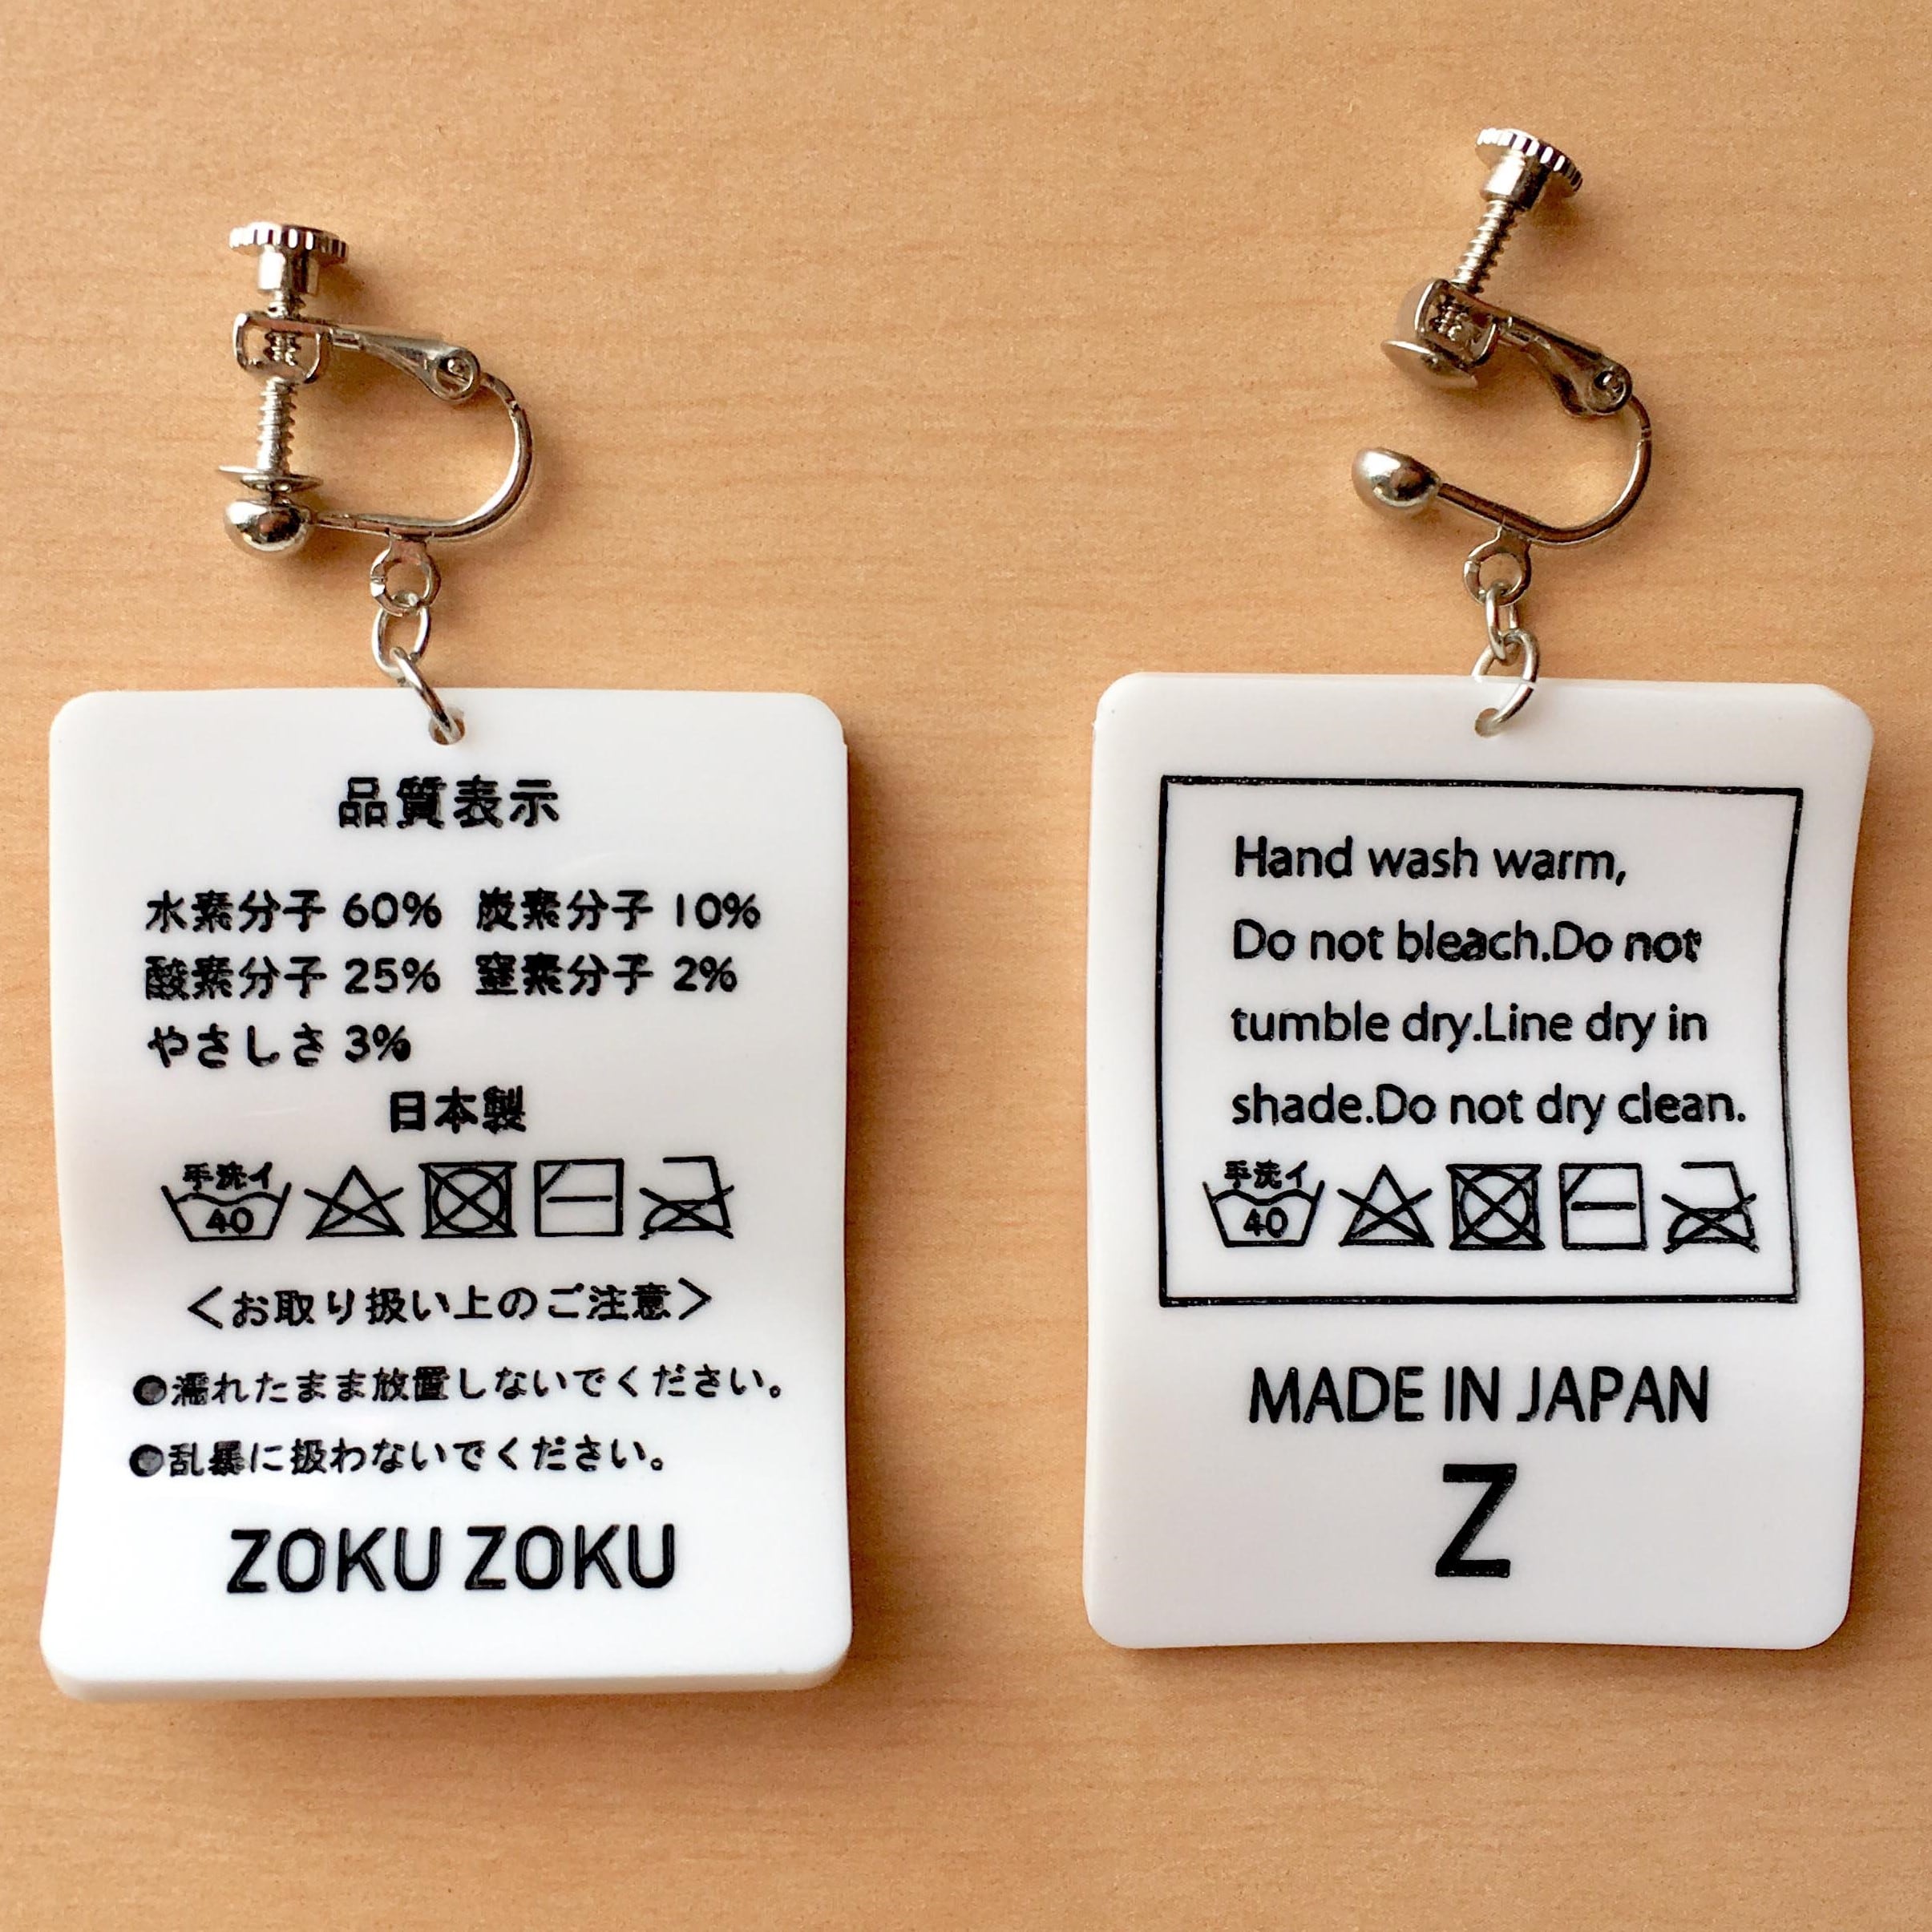 品質表示
水素分子 60% 炭素分子 10%
酸素分子 25% 窒素分子 2%
やさしさ 3%
日本製
手洗イ
40
<お取り扱い上のご注意>
●濡れたまま放置しないでください。
●乱暴に扱わないでください。
ZOKU ZOKU
Hand wash warm,
Do not bleach.Do not
tumble dry.Line dry in
shade.Do not dry clean.
手洗イ
40
MADE IN JAPAN
Z